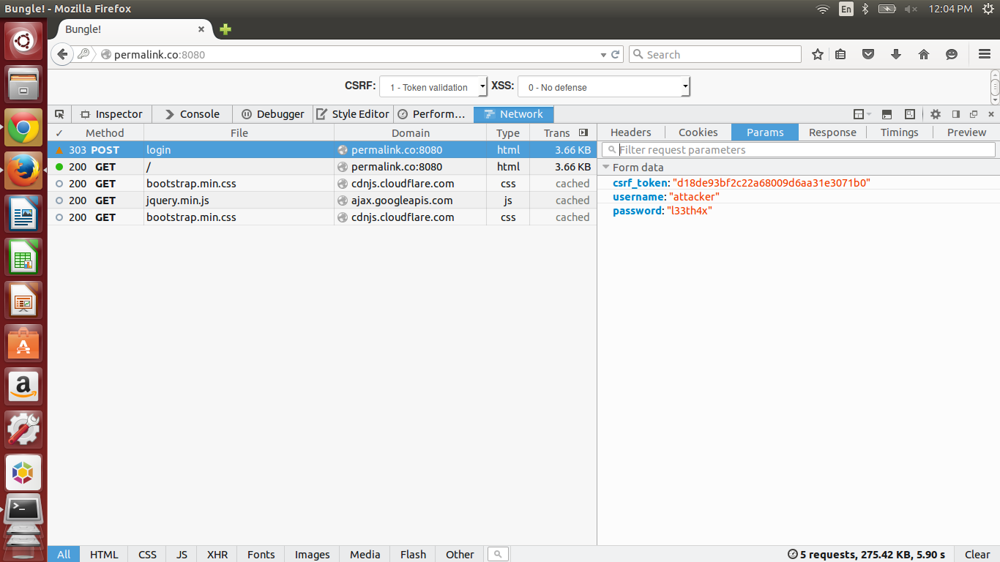 Bungle! - Mozilla Firefox En 12:04 PM
Bungle!
permalink.co:8080 Search
CSRF: 1 - Token validation XSS: 0 - No defense
Inspector Console Debugger Style Editor Perform… Network
✓ Method File Domain Type Trans Headers Cookies Params Response Timings Preview
303 POST login permalink.co:8080 html 3.66 KB
Filter request parameters
200 GET / permalink.co:8080 html 3.66 KB
Form data
200 GET bootstrap.min.css cdnjs.cloudflare.com css cached
csrf_token: "d18de93bf2c22a68009d6aa31e3071b0"
200 GET jquery.min.js ajax.googleapis.com js cached
username: "attacker"
200 GET bootstrap.min.css cdnjs.cloudflare.com css cached
password: "l33th4x"
All HTML CSS JS XHR Fonts Images Media Flash Other 5 requests, 275.42 KB, 5.90 s Clear